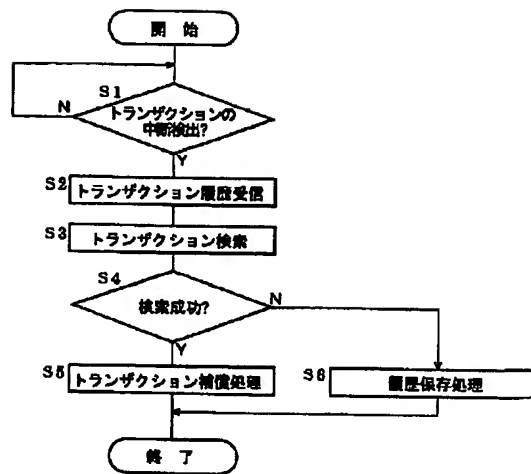 開 始
S1
N
トランザクションの
中断検出?
Y
S2
トランザクション履歴受信
S3
トランザクション検索
S4
検索成功?
N
Y
S5
トランザクション補償処理
S6
履歴保存処理
終 了